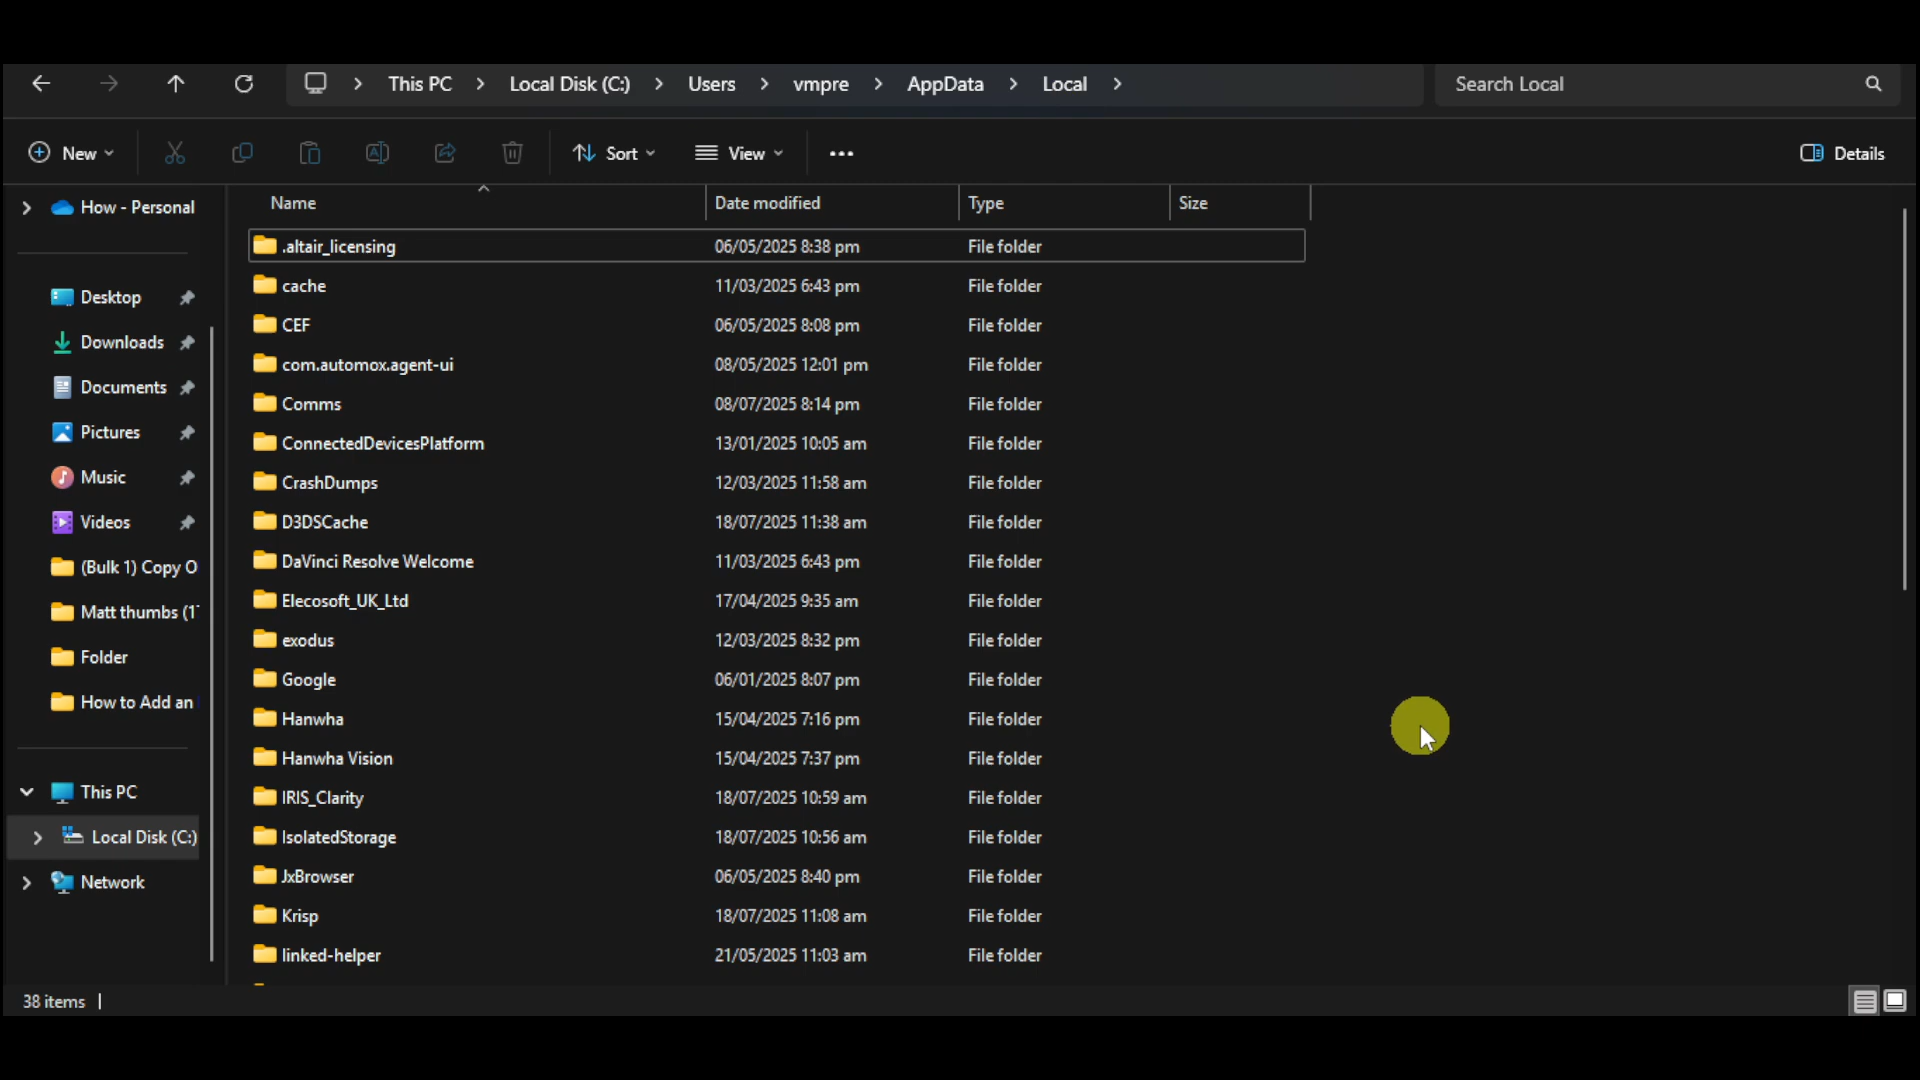 This PC > Local Disk (C:) > Users > vmpre > AppData > Local >
Search Local
New
Sort
View
Details
How - Personal
Desktop
Downloads
Documents
Pictures
Music
Videos
(Bulk 1) Copy O
Matt thumbs (1
Folder
How to Add an
This PC
Local Disk (C:)
Network
Name Date modified Type Size
.altair_licensing 06/05/2025 8:38 pm File folder
cache 11/03/2025 6:43 pm File folder
CEF 06/05/2025 8:08 pm File folder
com.automox.agent-ui 08/05/2025 12:01 pm File folder
Comms 08/07/2025 8:14 pm File folder
ConnectedDevicesPlatform 13/01/2025 10:05 am File folder
CrashDumps 12/03/2025 11:58 am File folder
D3DSCache 18/07/2025 11:38 am File folder
DaVinci Resolve Welcome 11/03/2025 6:43 pm File folder
Elecosoft_UK_Ltd 17/04/2025 9:35 am File folder
exodus 12/03/2025 8:32 pm File folder
Google 06/01/2025 8:07 pm File folder
Hanwha 15/04/2025 7:16 pm File folder
Hanwha Vision 15/04/2025 7:37 pm File folder
IRIS_Clarity 18/07/2025 10:59 am File folder
IsolatedStorage 18/07/2025 10:56 am File folder
JxBrowser 06/05/2025 8:40 pm File folder
Krisp 18/07/2025 11:08 am File folder
linked-helper 21/05/2025 11:03 am File folder
38 items